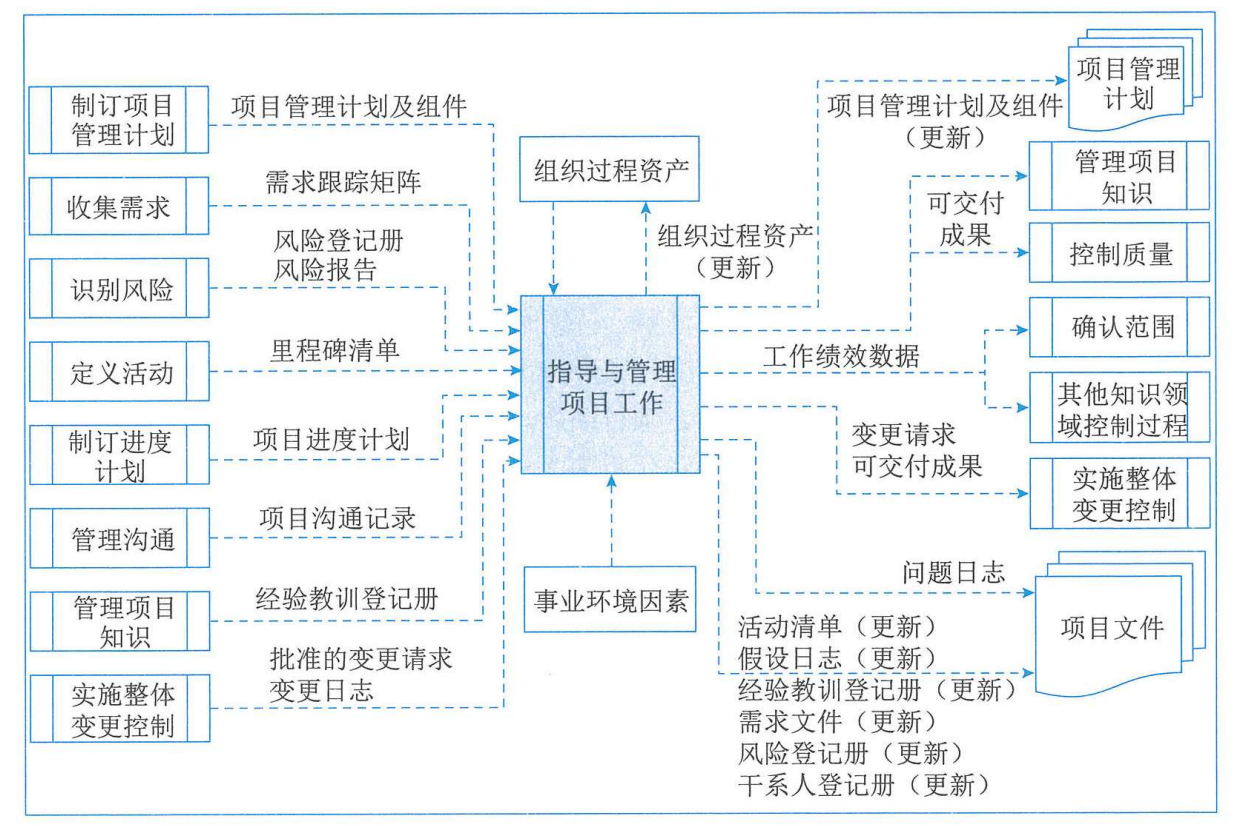 制订项目
管理计划
项目管理计划及组件
收集需求
需求跟踪矩阵
识别风险
风险登记册
风险报告
定义活动
里程碑清单
制订进度
计划
项目进度计划
管理沟通
项目沟通记录
管理项目
知识
经验教训登记册
实施整体
变更控制
批准的变更请求
变更日志
组织过程资产
组织过程资产
（更新）
指导与管理
项目工作
事业环境因素
项目管理计划及组件
（更新）
项目管理
计划
可交付
成果
管理项目
知识
控制质量
工作绩效数据
确认范围
其他知识领
域控制过程
变更请求
可交付成果
实施整体
变更控制
问题日志
活动清单（更新）
假设日志（更新）
经验教训登记册（更新）
需求文件（更新）
风险登记册（更新）
干系人登记册（更新）
项目文件